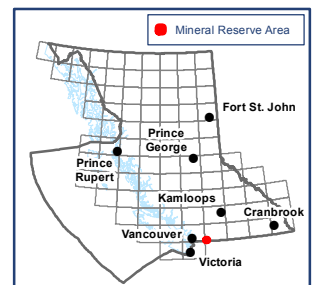 Mineral Reserve Area
Fort St. John
Prince
George
Prince
Rupert
Kamloops
Cranbrook
Vancouver
Victoria